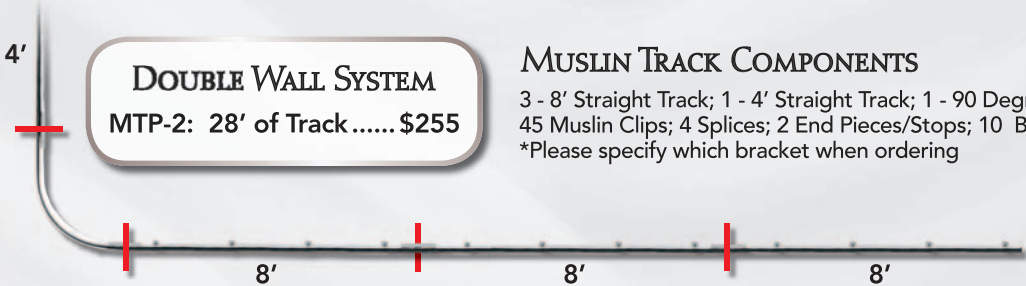 4’
DOUBLE WALL SYSTEM
MTP-2: 28’ of Track ...... $255
MUSLIN TRACK COMPONENTS
3 - 8’ Straight Track; 1 - 4’ Straight Track; 1 - 90
45 Muslin Clips; 4 Splices; 2 End Pieces/Stops; 10
*Please specify which bracket when ordering
8’ 8’ 8’